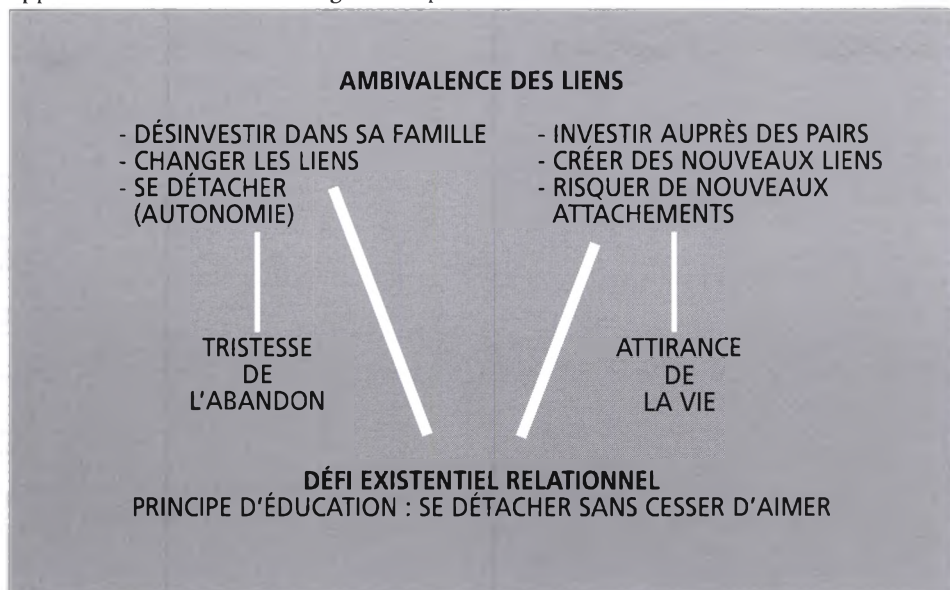 AMBIVALENCE DES LIENS
- DÉSINVESTIR DANS SA FAMILLE
- CHANGER LES LIENS
- SE DÉTACHER
(AUTONOMIE)
- INVESTIR AUPRÈS DES PAIRS
- CRÉER DES NOUVEAUX LIENS
- RISQUER DE NOUVEAUX
ATTACHEMENTS
TRISTESSE
DE
L'ABANDON
ATTIRANCE
DE
LA VIE
DÉFI EXISTENTIEL RELATIONNEL
PRINCIPE D'ÉDUCATION : SE DÉTACHER SANS CESSER D'AIMER